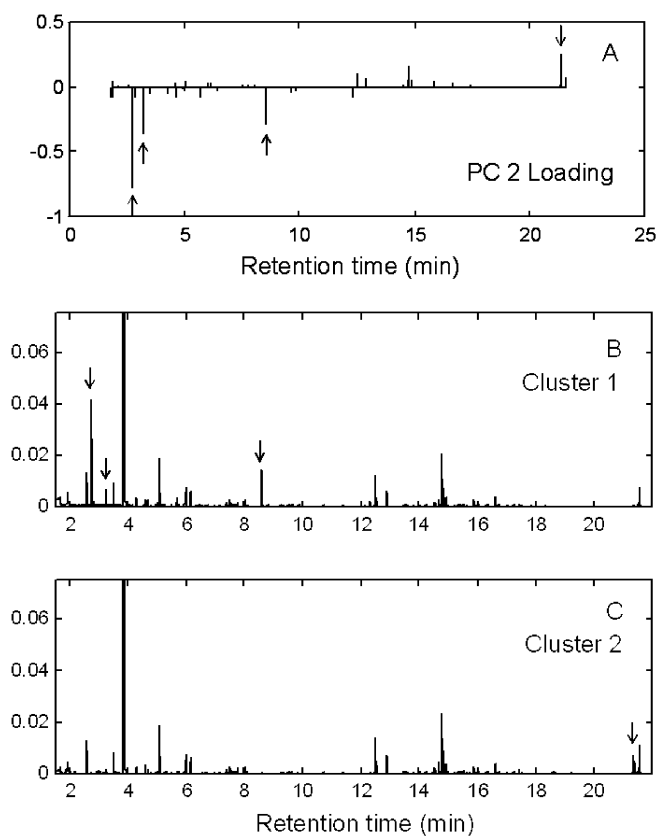 0.5
A
0
-0.5
PC 2 Loading
-1
0 5 10 15 20 25
Retention time (min)
B
0.06
Cluster 1
0.04
0.02
0
2 4 6 8 10 12 14 16 18 20
C
0.06
Cluster 2
0.04
0.02
0
2 4 6 8 10 12 14 16 18 20
Retention time (min)